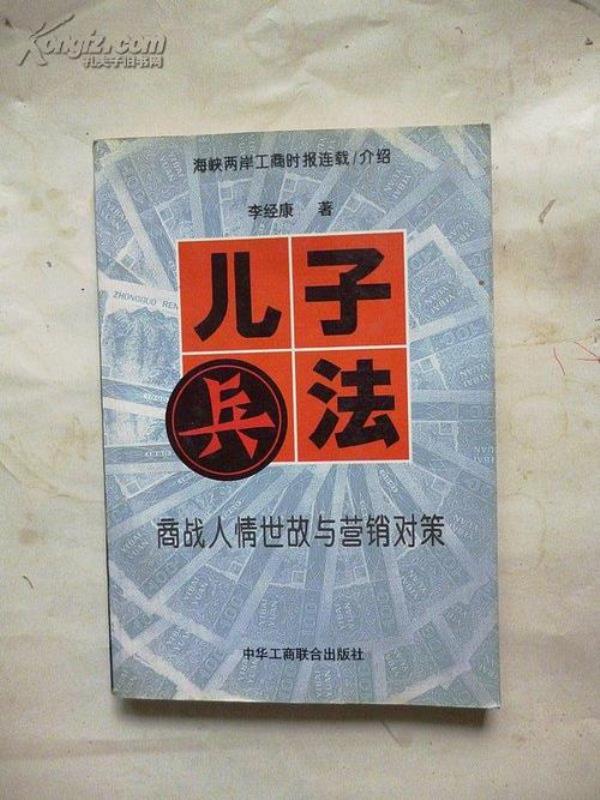 Kongfz.com
孔夫子旧书网
海峡两岸工商时报连载/介绍
李经康 著
儿子
兵法
ZHONGGUO REN
商战人情世故与营销对策
中华工商联合出版社